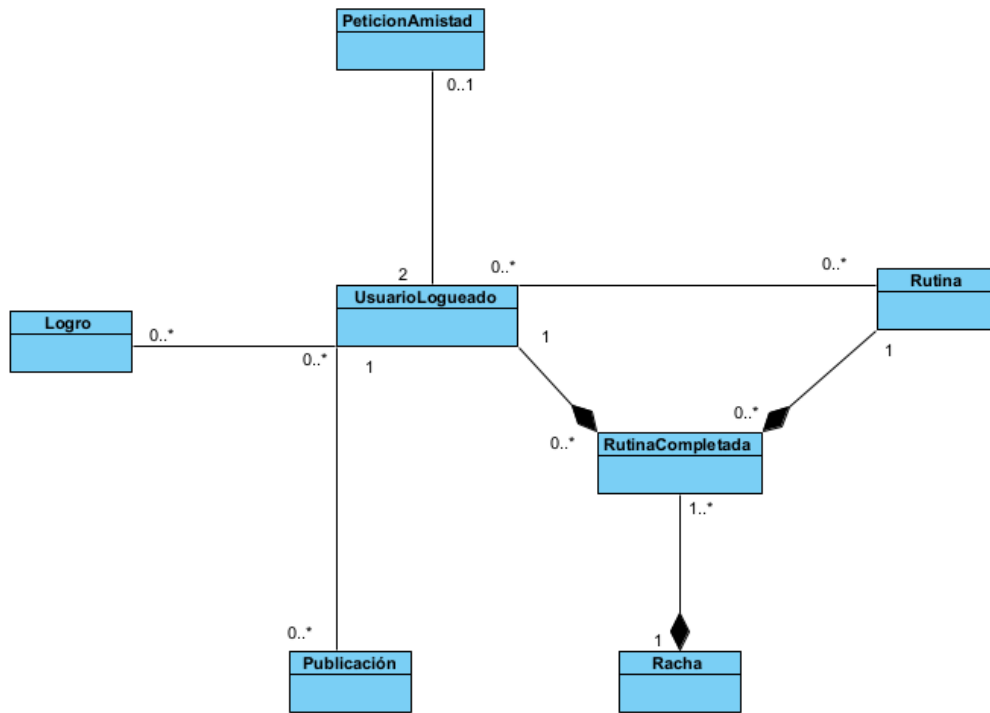 PeticionAmistad
0..1
2
0..*
0..*
UsuarioLogueado
Rutina
Logro
0..*
0..*
1
1
1
0..*
0..*
RutinaCompletada
1..*
0..*
1
Publicación
Racha